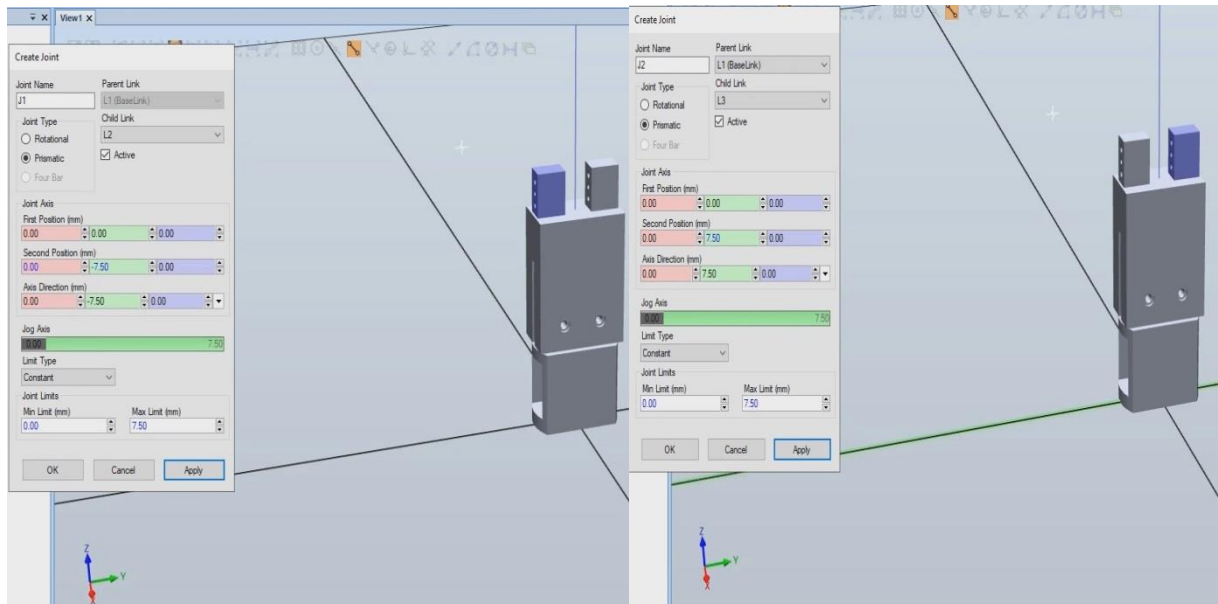 View1 X
Create Joint
Joint Name
Parent Link
J1
L1 (BaseLink)
Joint Type
Child Link
Rotational
L2
Prismatic
Active
Four Bar
Joint Axis
First Position (mm)
0.00 0.00 0.00
Second Position (mm)
0.00 -7.50 0.00
Axis Direction (mm)
0.00 -7.50 0.00
Jog Axis
0.00 7.50
Limit Type
Constant
Joint Limits
Min Limit (mm) Max Limit (mm)
0.00 7.50
OK Cancel Apply
Z
Y
X
View1 X
Create Joint
Joint Name
Parent Link
J2
L1 (BaseLink)
Joint Type
Child Link
Rotational
L3
Prismatic
Active
Four Bar
Joint Axis
First Position (mm)
0.00 0.00 0.00
Second Position (mm)
0.00 7.50 0.00
Axis Direction (mm)
0.00 7.50 0.00
Jog Axis
0.00 7.50
Limit Type
Constant
Joint Limits
Min Limit (mm) Max Limit (mm)
0.00 7.50
OK Cancel Apply
Z
Y
X